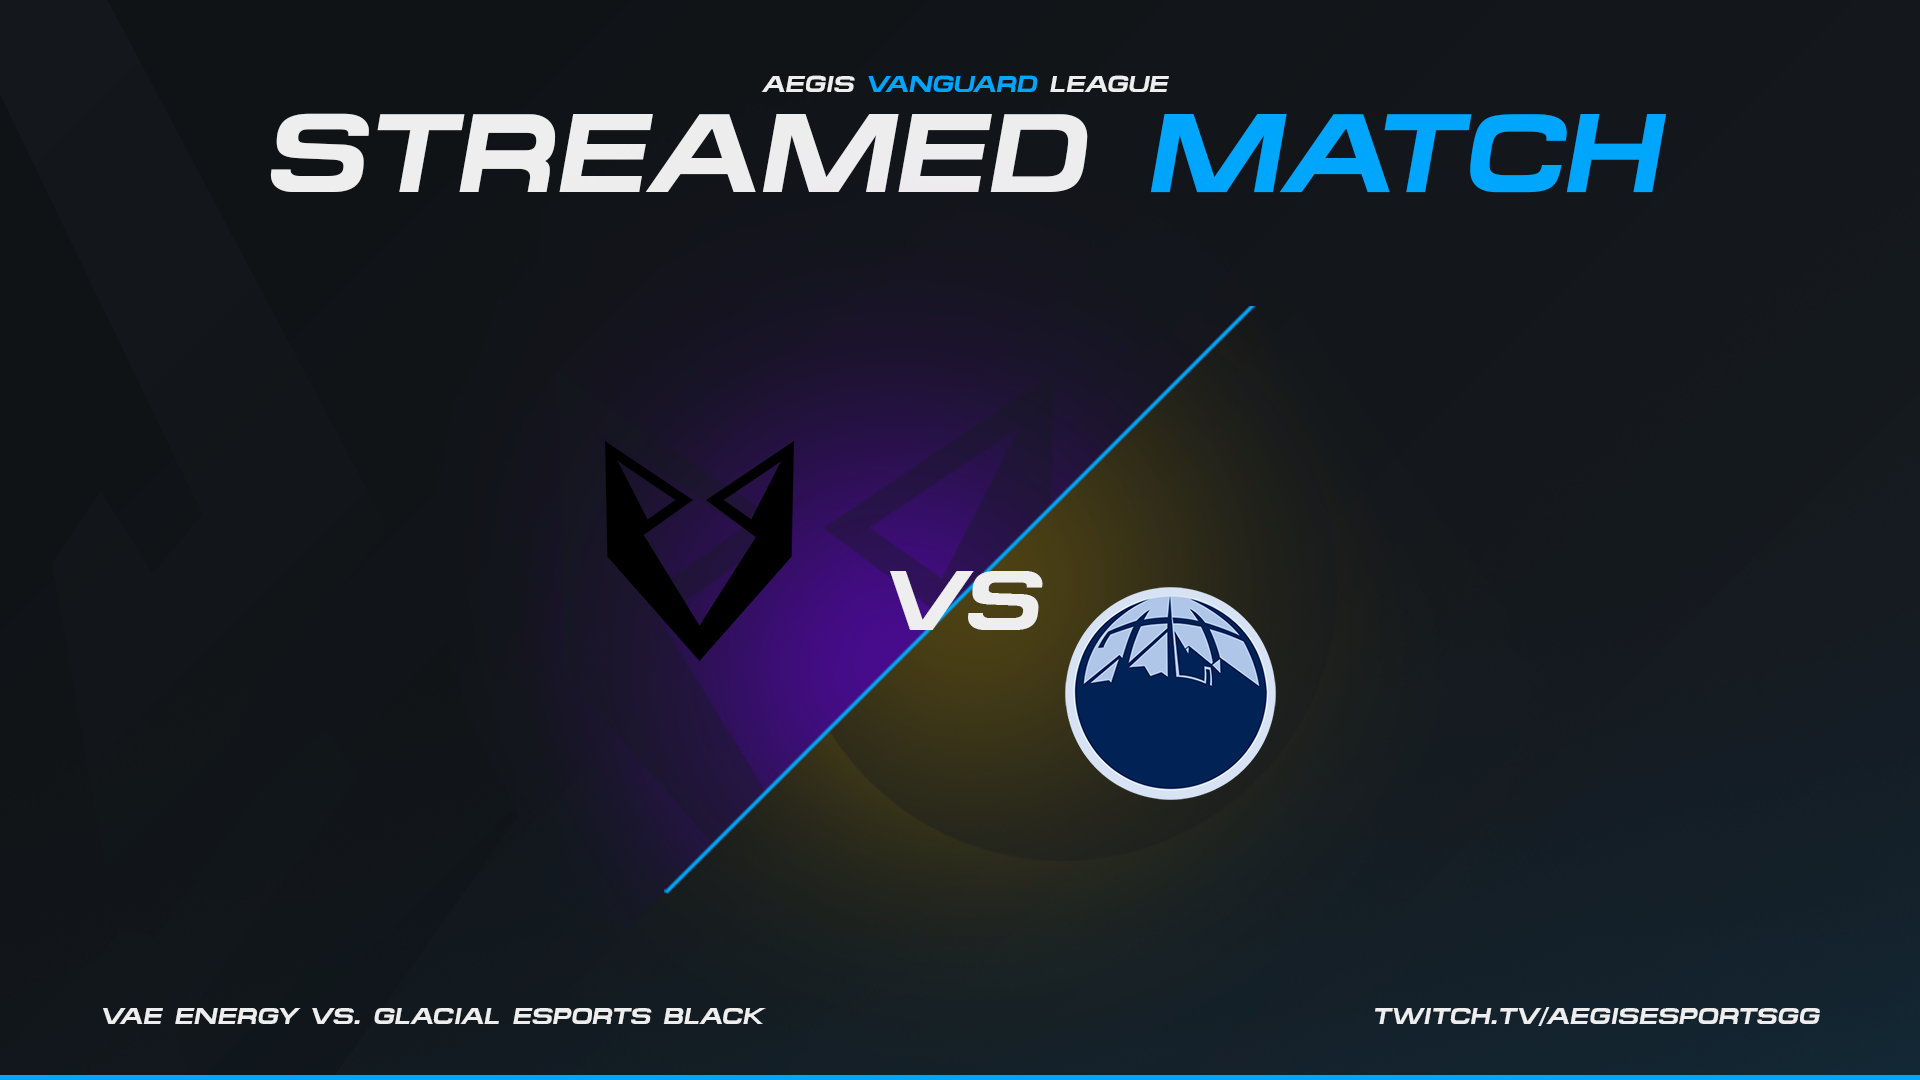 AEGIS VANGUARD LEAGUE
STREAMED MATCH
VS
VAE ENERGY VS. GLACIAL ESPORTS BLACK
TWITCH.TV/AEGISESPORTSGG